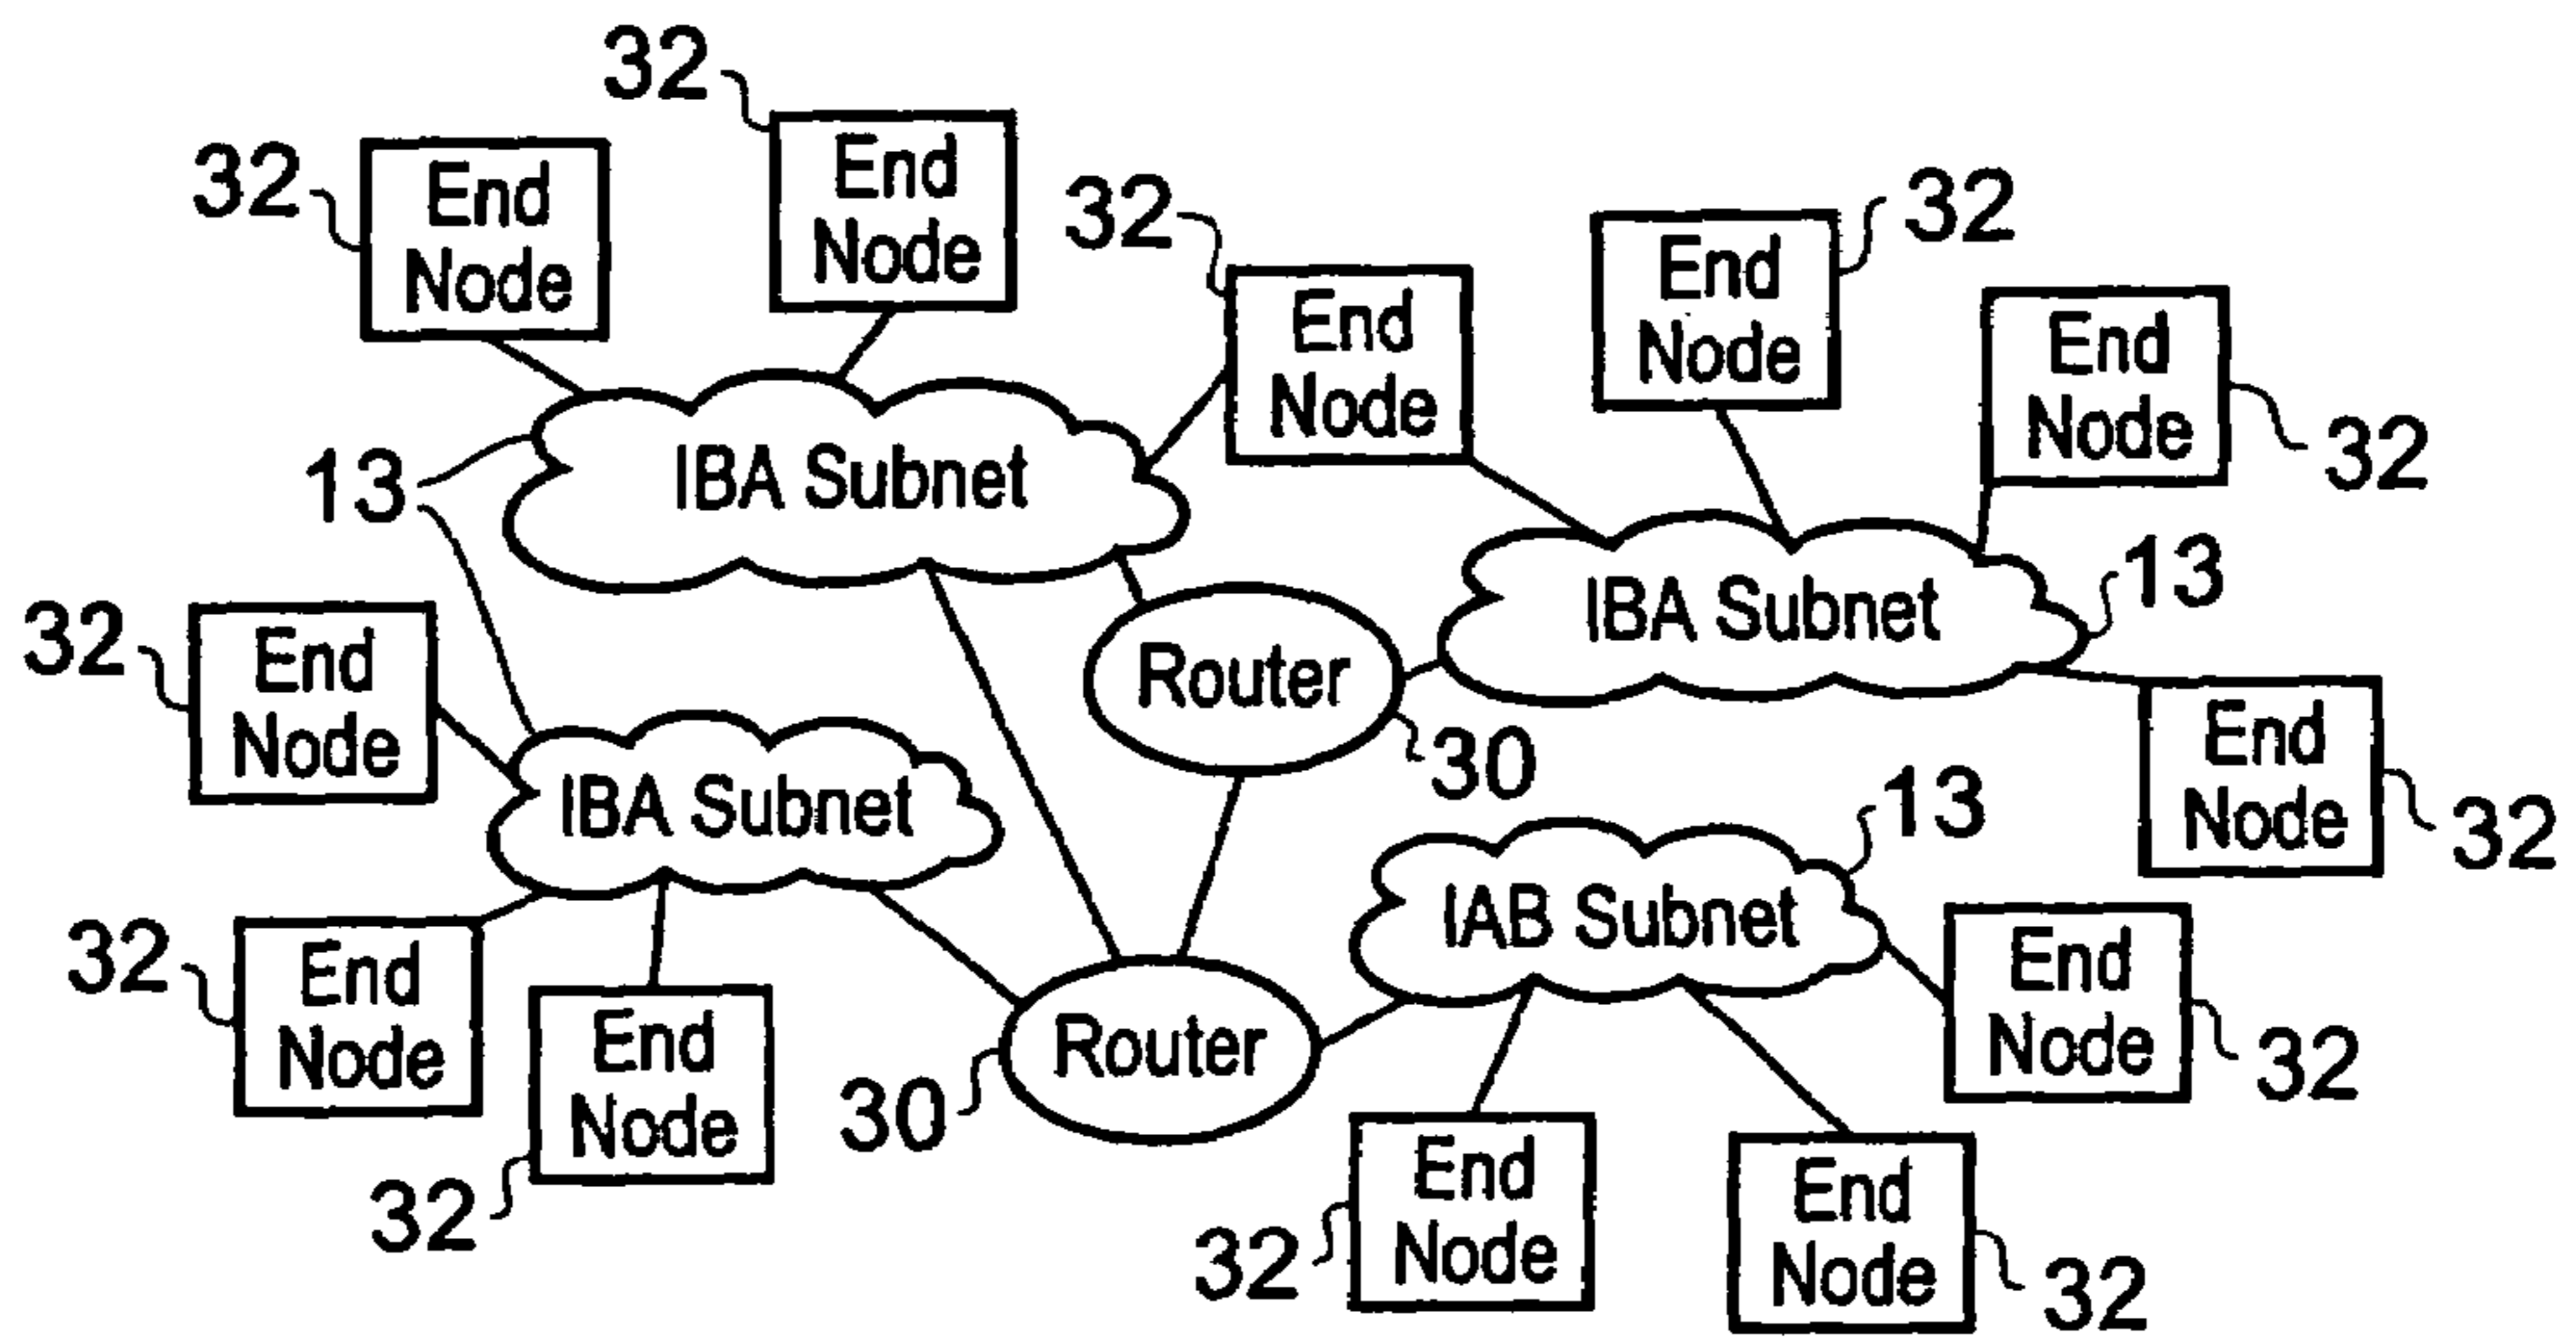 32
End
Node
32
End
Node
32
End
Node
End
Node
32
End
Node
32
13
IBA Subnet
IBA Subnet
13
32
End
Node
Router
30
End
Node
32
IBA Subnet
13
IAB Subnet
32
End
Node
32
End
Node
30
Router
End
Node
32
32
End
Node
End
Node
32